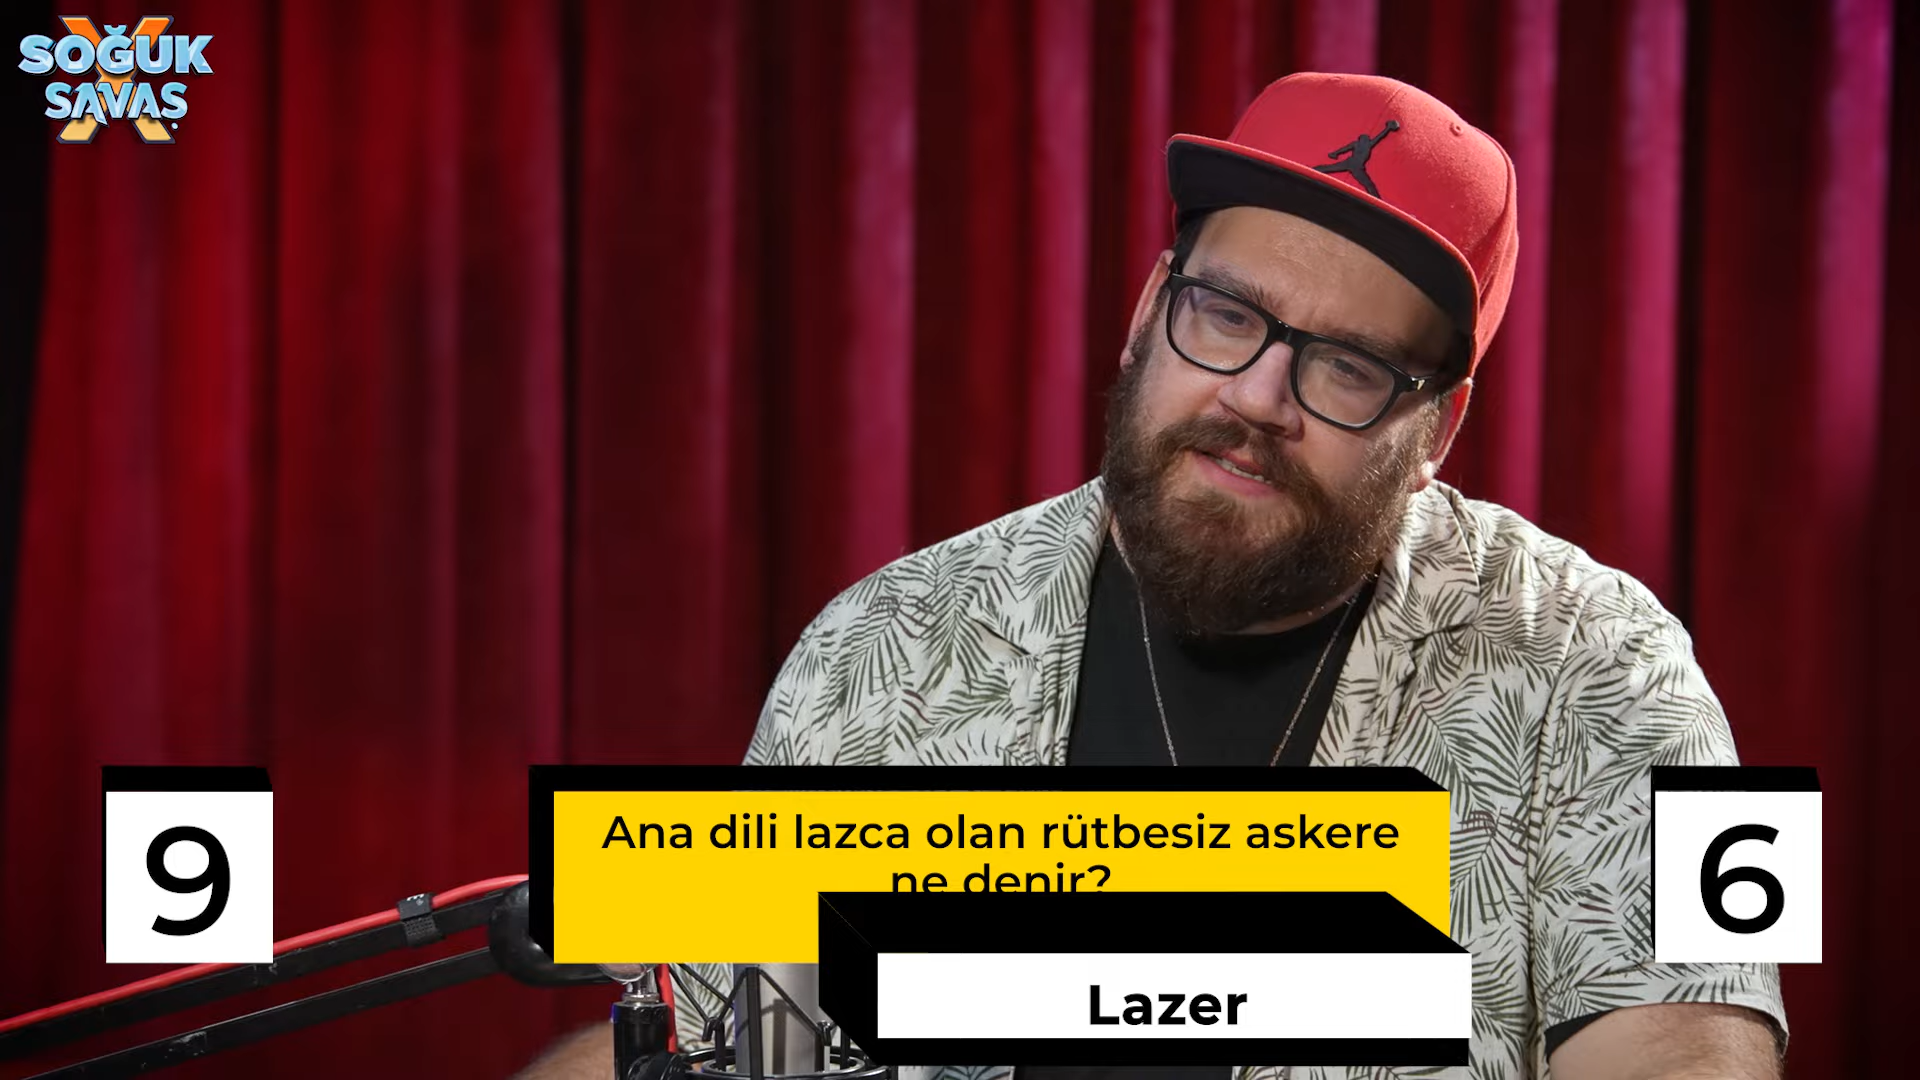 SOĞUK
SAVAŞ
9
Ana dili lazca olan rütbesiz askere
ne denir?
6
Lazer